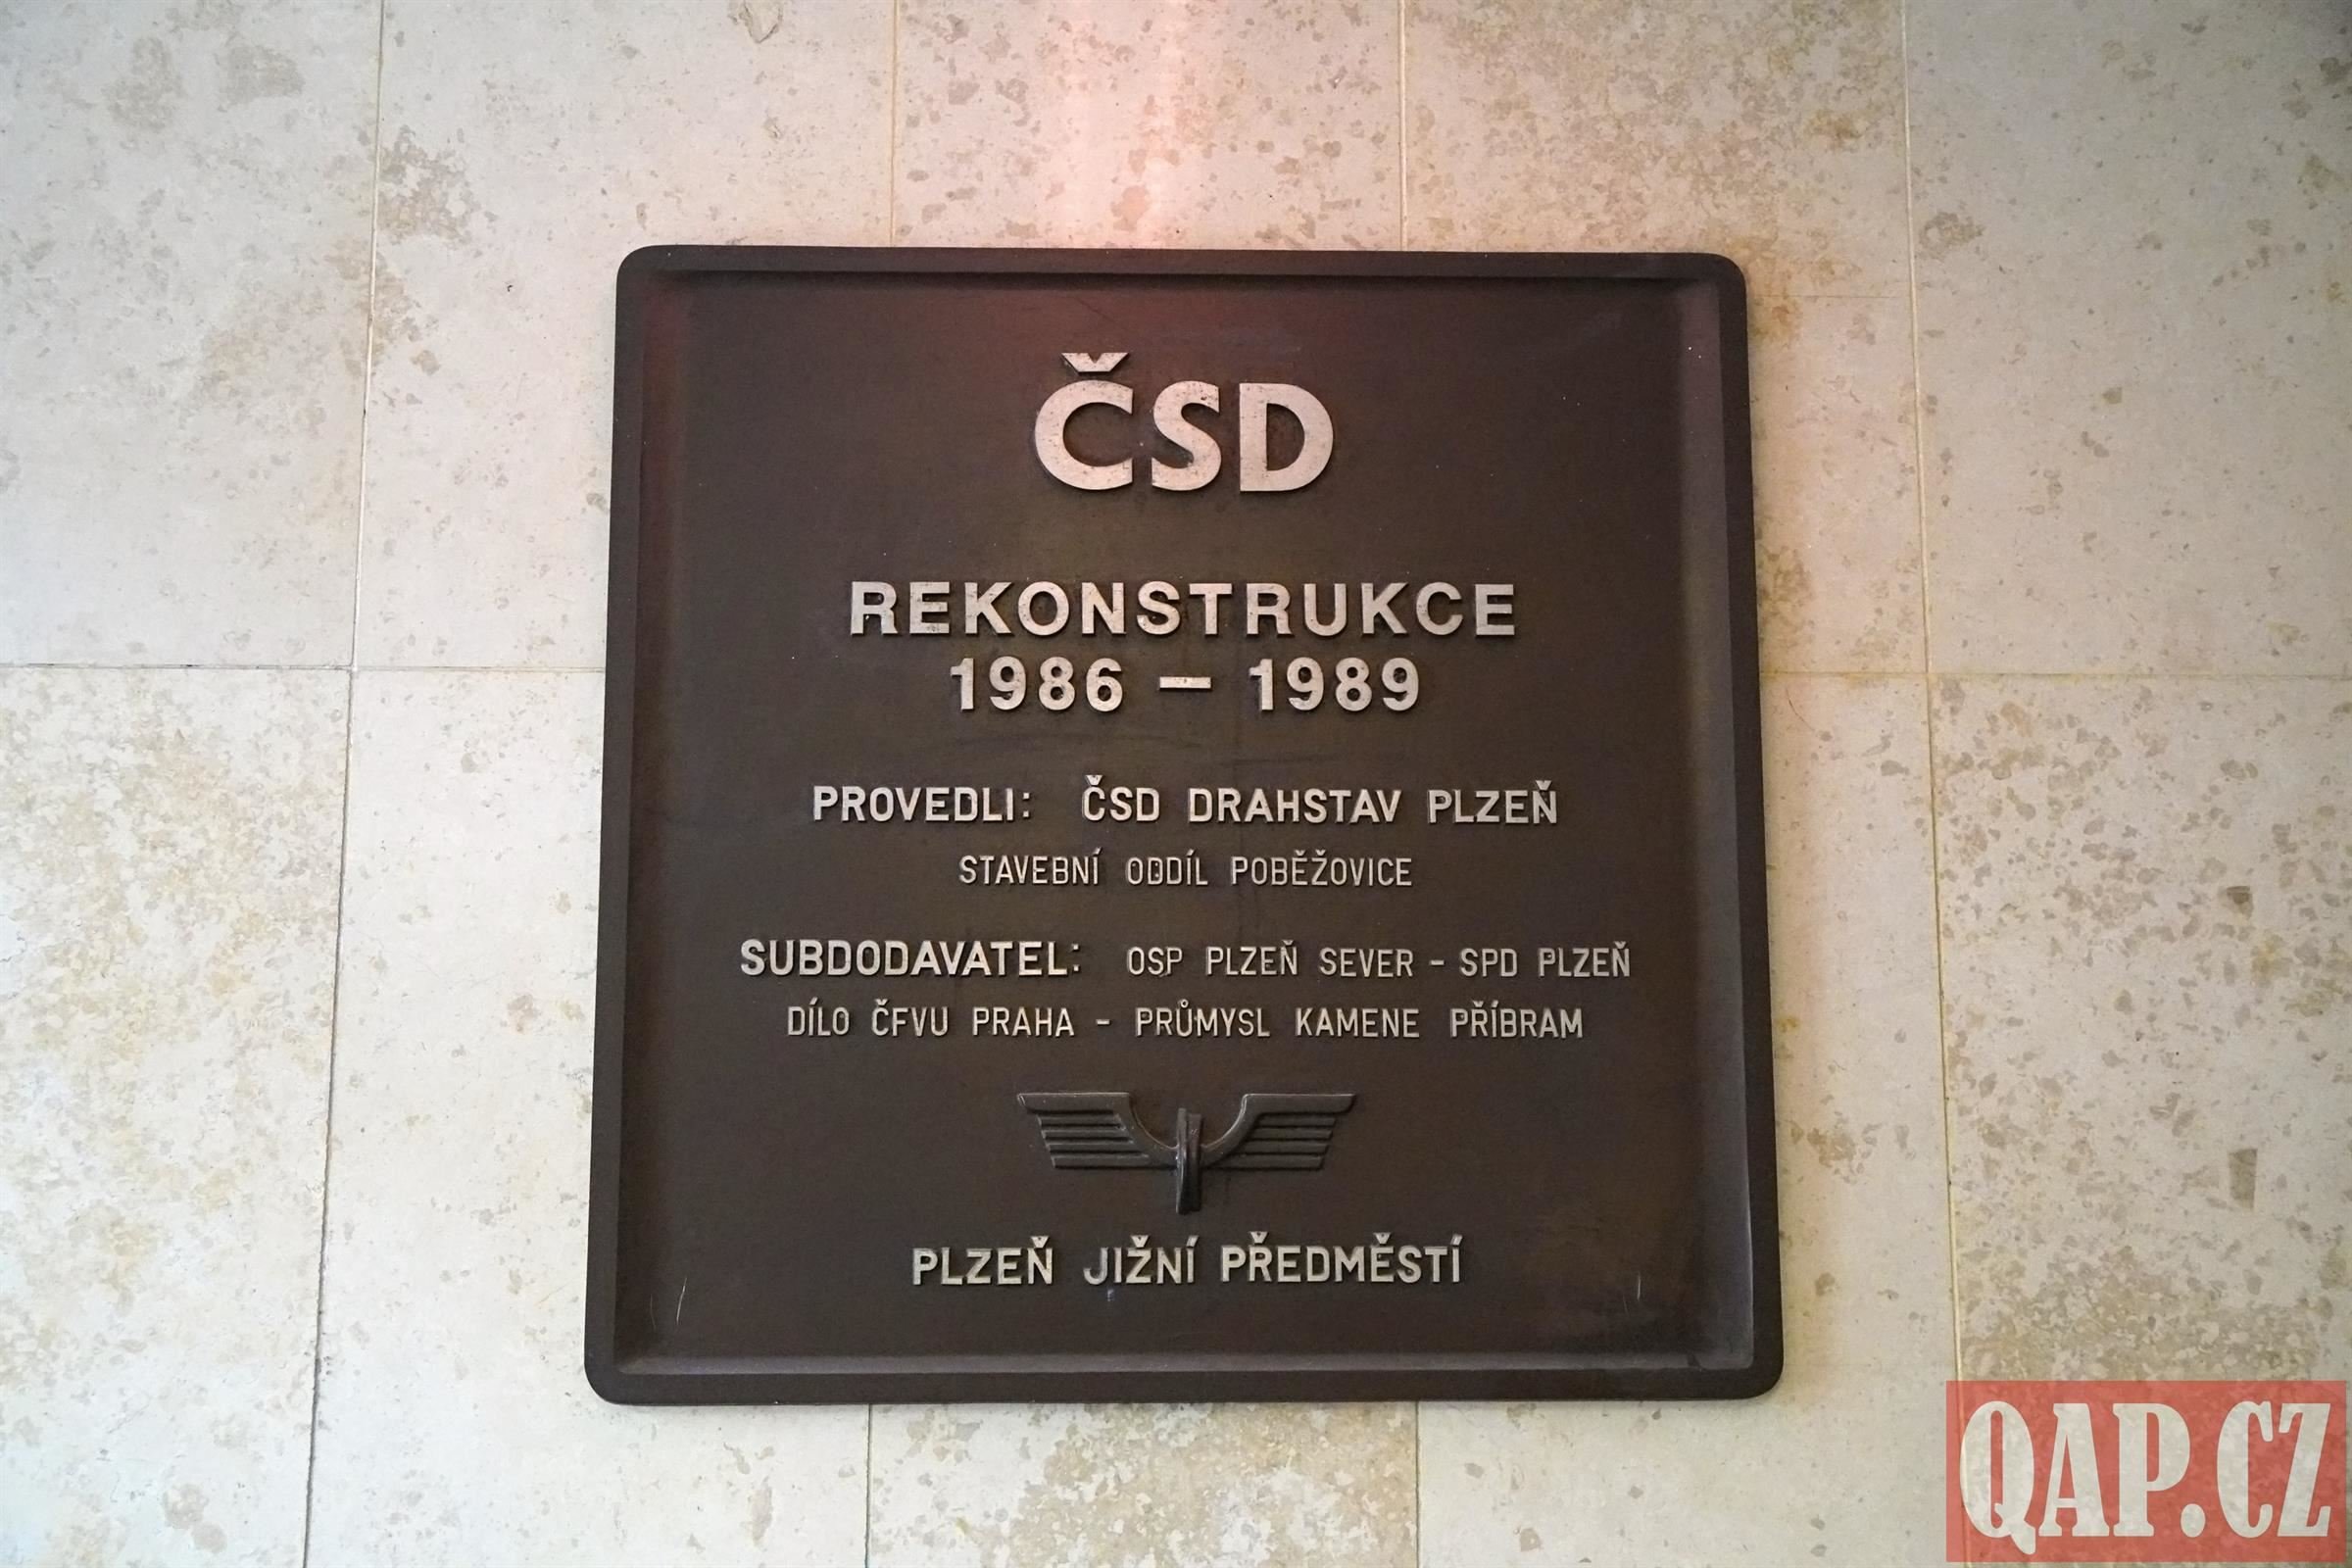 ČSD
REKONSTRUKCE
1986 – 1989
PROVEDLI: ČSD DRAHSTAV PLZEŇ
STAVEBNÍ ODDÍL POBĚŽOVICE
SUBDODAVATEL: OSP PLZEŇ SEVER - SPD PLZEŇ
DÍLO ČFVU PRAHA - PRŮMYSL KAMENE PŘÍBRAM
PLZEŇ JIŽNÍ PŘEDMĚSTÍ
QAP.CZ